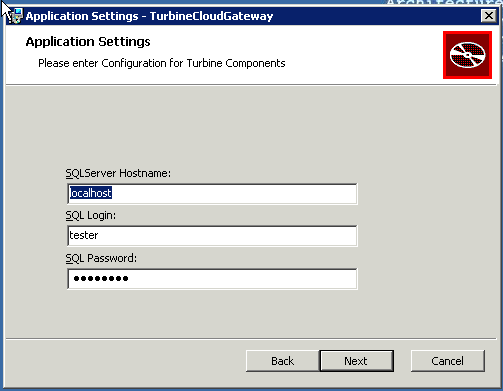 Architecture
Application Settings - TurbineCloudGateway
Application Settings
Please enter Configuration for Turbine Components
SQLServer Hostname:
localhost
SQL Login:
tester
SQL Password:
●●●●●●●●
Back
Next
Cancel